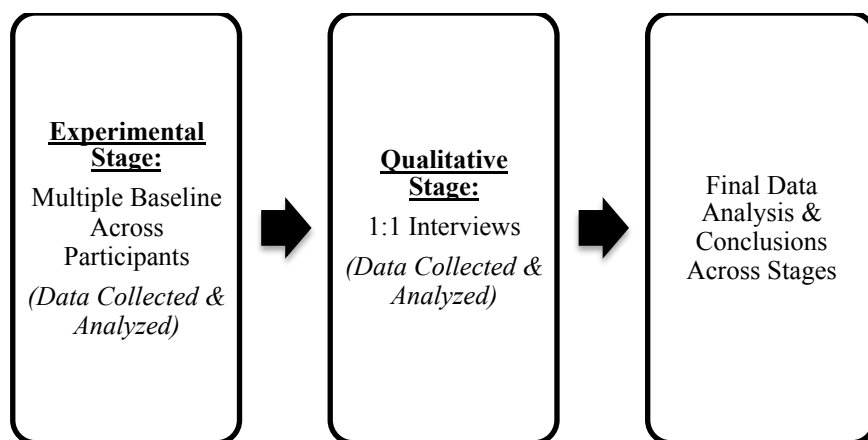 Experimental
Stage:
Multiple Baseline
Across
Participants
(Data Collected &
Analyzed)
Qualitative
Stage:
1:1 Interviews
(Data Collected &
Analyzed)
Final Data
Analysis &
Conclusions
Across Stages